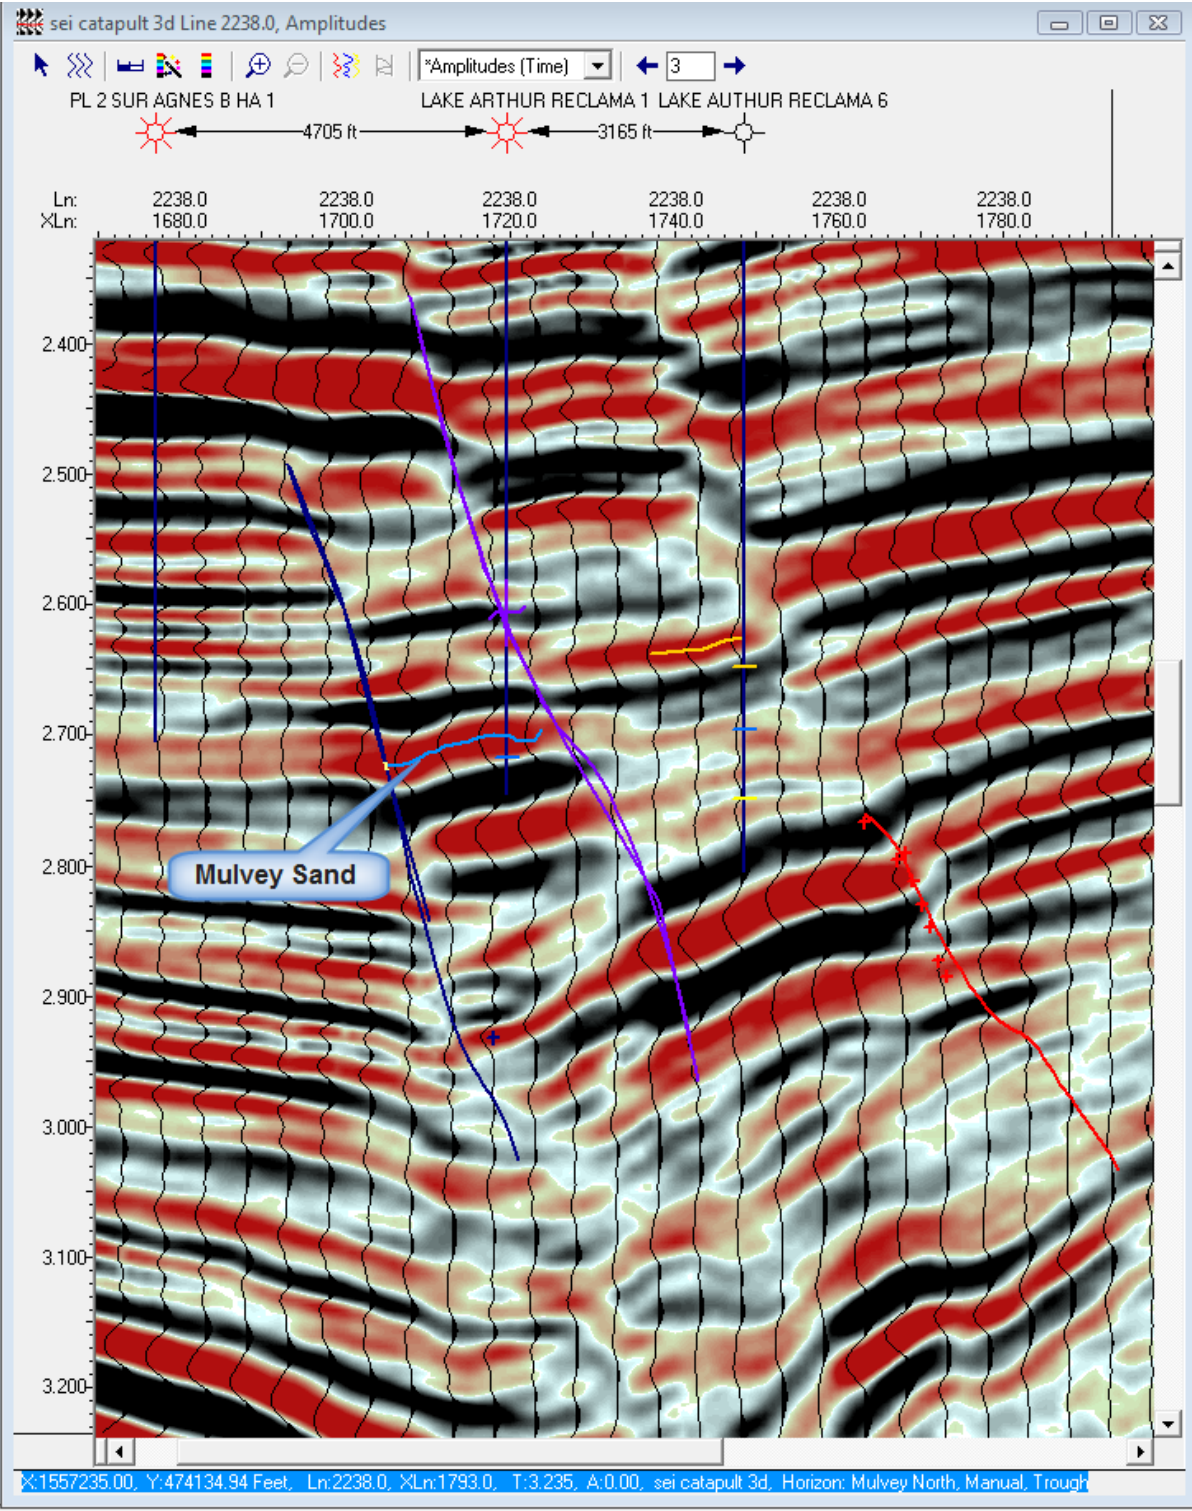 sei catapult 3d Line 2238.0, Amplitudes
*Amplitudes (Time) 3
PL 2 SUR AGNES B HA 1 LAKE ARTHUR RECLAMA 1 LAKE AUTHUR RECLAMA 6
4705 ft 3165 ft
Ln: 2238.0 2238.0 2238.0 2238.0 2238.0 2238.0
XLn: 1680.0 1700.0 1720.0 1740.0 1760.0 1780.0
2.400
2.500
2.600
2.700
2.800
Mulvey Sand
2.900
3.000
3.100
3.200
X:1557235.00, Y:474134.94 Feet, Ln:2238.0, XLn:1793.0, T:3.235, A:0.00, sei catapult 3d, Horizon: Mulvey North, Manual, Trough